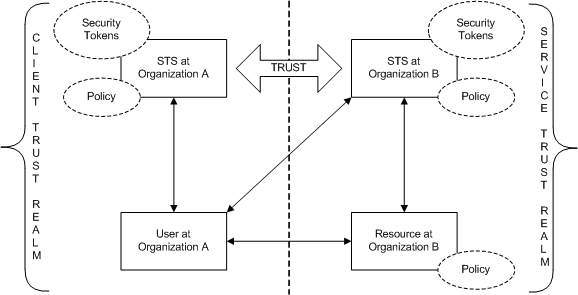 CLIENT TRUST REALM
Security
Tokens
STS at
Organization A
Policy
TRUST
Security
Tokens
STS at
Organization B
Policy
User at
Organization A
Resource at
Organization B
Policy
SERVICE TRUST REALM